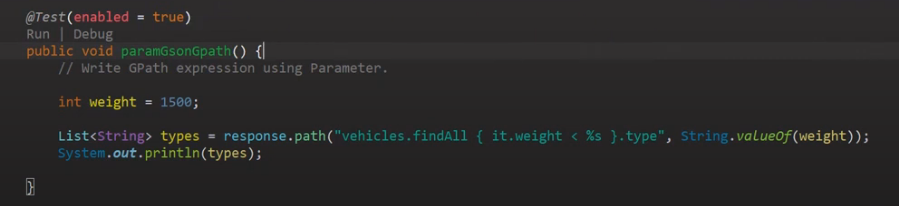 @Test(enabled = true)
Run | Debug
public void paramGsonGpath() {
// Write GPath expression using Parameter.
int weight = 1500;
List<String> types = response.path("vehicles.findAll { it.weight < %s }.type", String.valueOf(weight));
System.out.println(types);
}